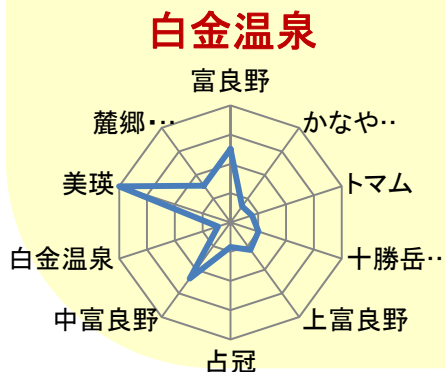 白金温泉
富良野
かなや‥
トマム
十勝岳…
上富良野
占冠
中富良野
白金温泉
美瑛
麓郷…